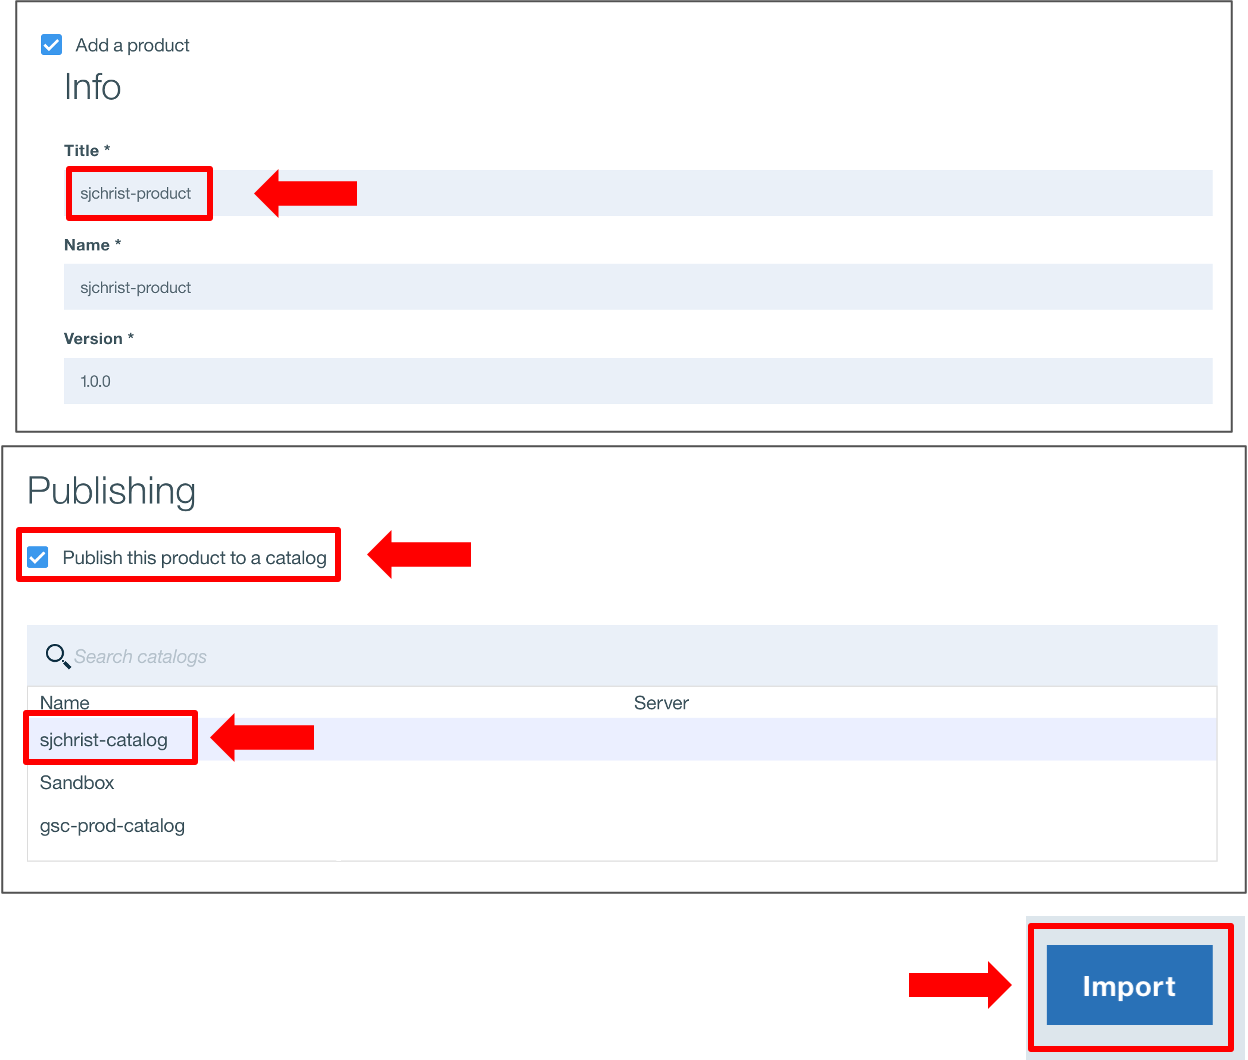 Add a product
Info
Title *
sjchrist-product
Name *
sjchrist-product
Version *
1.0.0
Publishing
Publish this product to a catalog
Search catalogs
Name Server
sjchrist-catalog
Sandbox
gsc-prod-catalog
Import